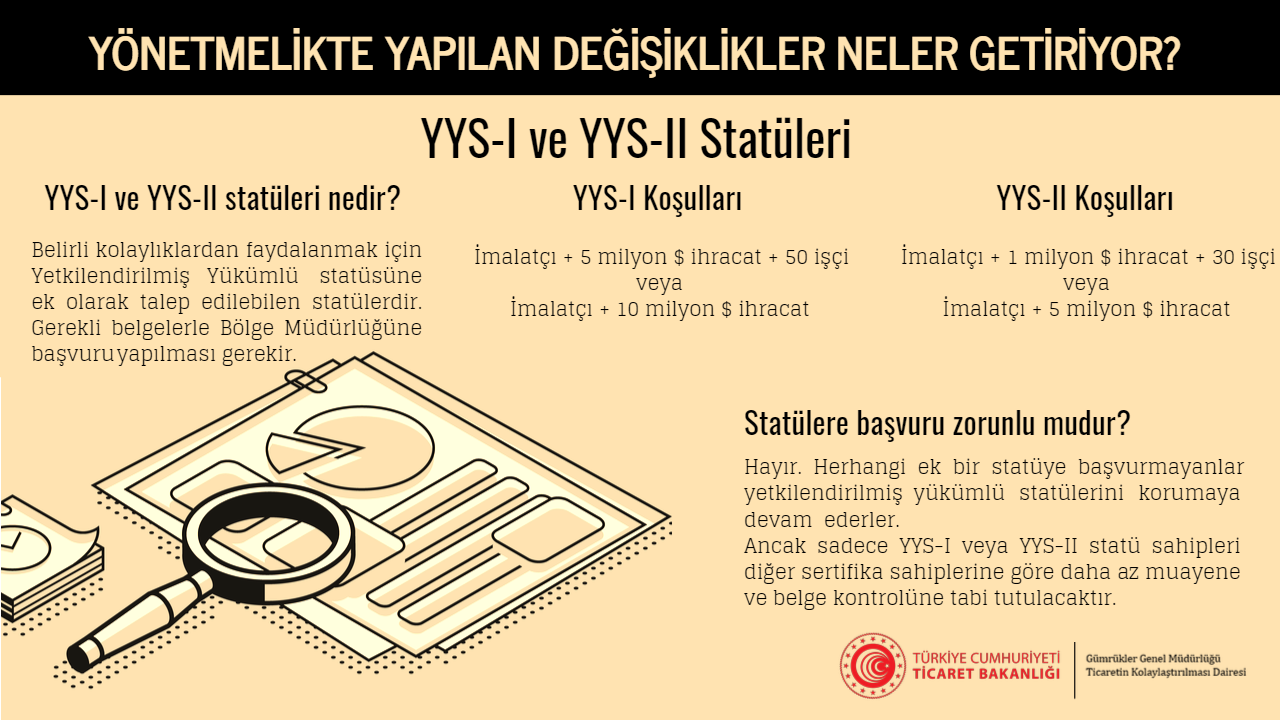 YÖNETMELİKTE YAPILAN DEĞİŞİKLİKLER NELER GETİRİYOR?
YYS-I ve YYS-II Statüleri
YYS-I ve YYS-II statüleri nedir?
Belirli kolaylıklardan faydalanmak için
Yetkilendirilmiş Yükümlü statüsüne
ek olarak talep edilebilen statülerdir.
Gerekli belgelerle Bölge Müdürlüğüne
başvuru yapılması gerekir.
YYS-I Koşulları
İmalatçı + 5 milyon $ ihracat + 50 işçi
veya
İmalatçı + 10 milyon $ ihracat
YYS-II Koşulları
İmalatçı + 1 milyon $ ihracat + 30 işçi
veya
İmalatçı + 5 milyon $ ihracat
Statülere başvuru zorunlu mudur?
Hayır. Herhangi ek bir statüye başvurmayanlar
yetkilendirilmiş yükümlü statülerini korumaya
devam ederler.
Ancak sadece YYS-I veya YYS-II statü sahipleri
diğer sertifika sahiplerine göre daha az muayene
ve belge kontrolüne tabi tutulacaktır.
TÜRKİYE CUMHURİYETİ
TİCARET BAKANLIĞI
Gümrükler Genel Müdürlüğü
Ticaretin Kolaylaştırılması Dairesi